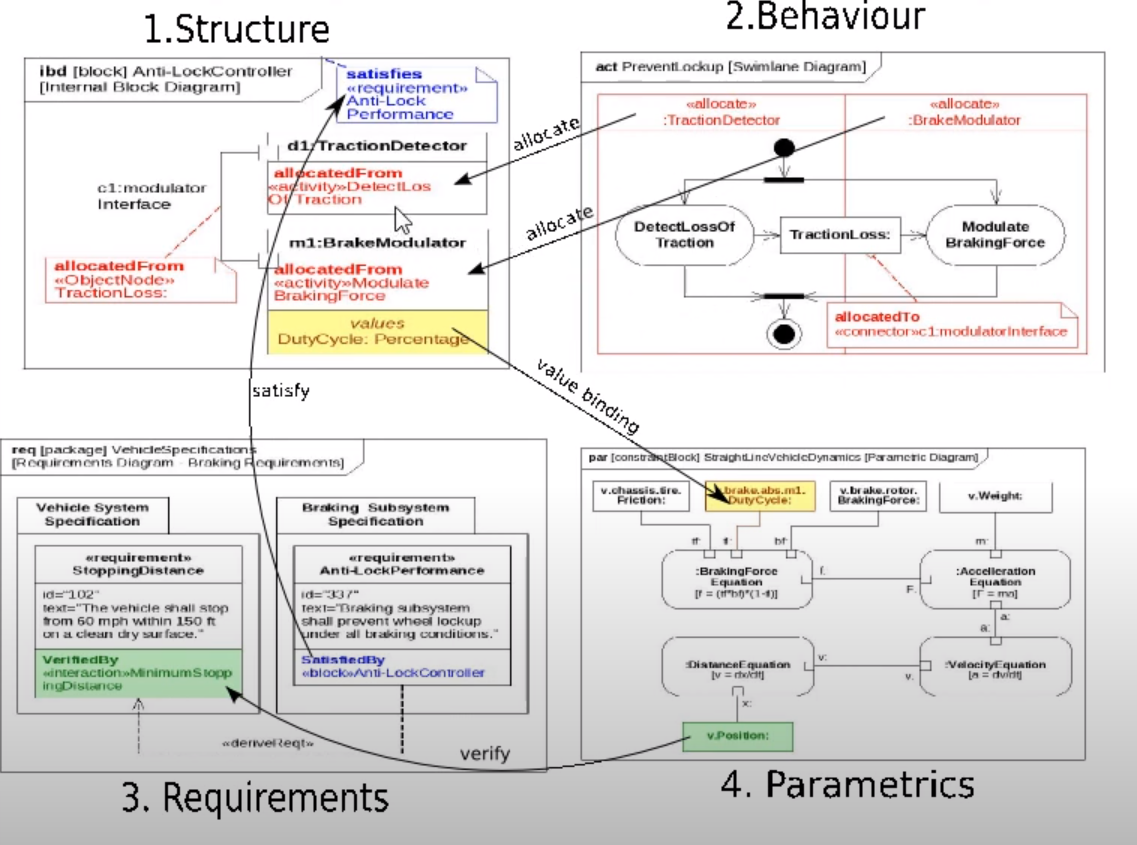 1.Structure
2.Behaviour
ibd [block] Anti-LockController
[Internal Block Diagram]
satisfies
«requirement»
Anti-Lock
Performance
d1:TractionDetector
allocatedFrom
«activity»DetectLos
Of Traction
c1:modulator
Interface
m1:BrakeModulator
allocatedFrom
«activity»Modulate
BrakingForce
values
DutyCycle: Percentage
allocatedFrom
«ObjectNode»
TractionLoss:
allocate
allocate
satisfy
value binding
act PreventLockup [Swimlane Diagram]
«allocate»
:TractionDetector
«allocate»
:BrakeModulator
DetectLossOf
Traction
TractionLoss:
Modulate
BrakingForce
allocatedTo
«connector»c1:modulatorInterface
req [package] VehicleSpecifications
[Requirements Diagram - Braking Requirements]
Vehicle System
Specification
«requirement»
StoppingDistance
id="102"
text="The vehicle shall stop
from 60 mph within 150 ft
on a clean dry surface."
VerifiedBy
«interaction»MinimumStopp
ingDistance
Braking Subsystem
Specification
«requirement»
Anti-LockPerformance
id="337"
text="Braking subsystem
shall prevent wheel lockup
under all braking conditions."
SatisfiedBy
«block»Anti-LockController
«deriveReqt»
verify
par [constraintBlock] StraightLineVehicleDynamics [Parametric Diagram]
v.chassis.tire.
Friction:
.brake.abs.m1.
DutyCycle:
v.brake.rotor.
BrakingForce:
v.Weight:
tf:
tl:
bf:
m:
:BrakingForce
Equation
[f = (tf*bf)*(1-tl)]
f:
F:
:Accelleration
Equation
[F = ma]
a:
a:
:DistanceEquation
[v = dx/dt]
v:
v:
:VelocityEquation
[a = dv/dt]
x:
v.Position:
3. Requirements
4. Parametrics